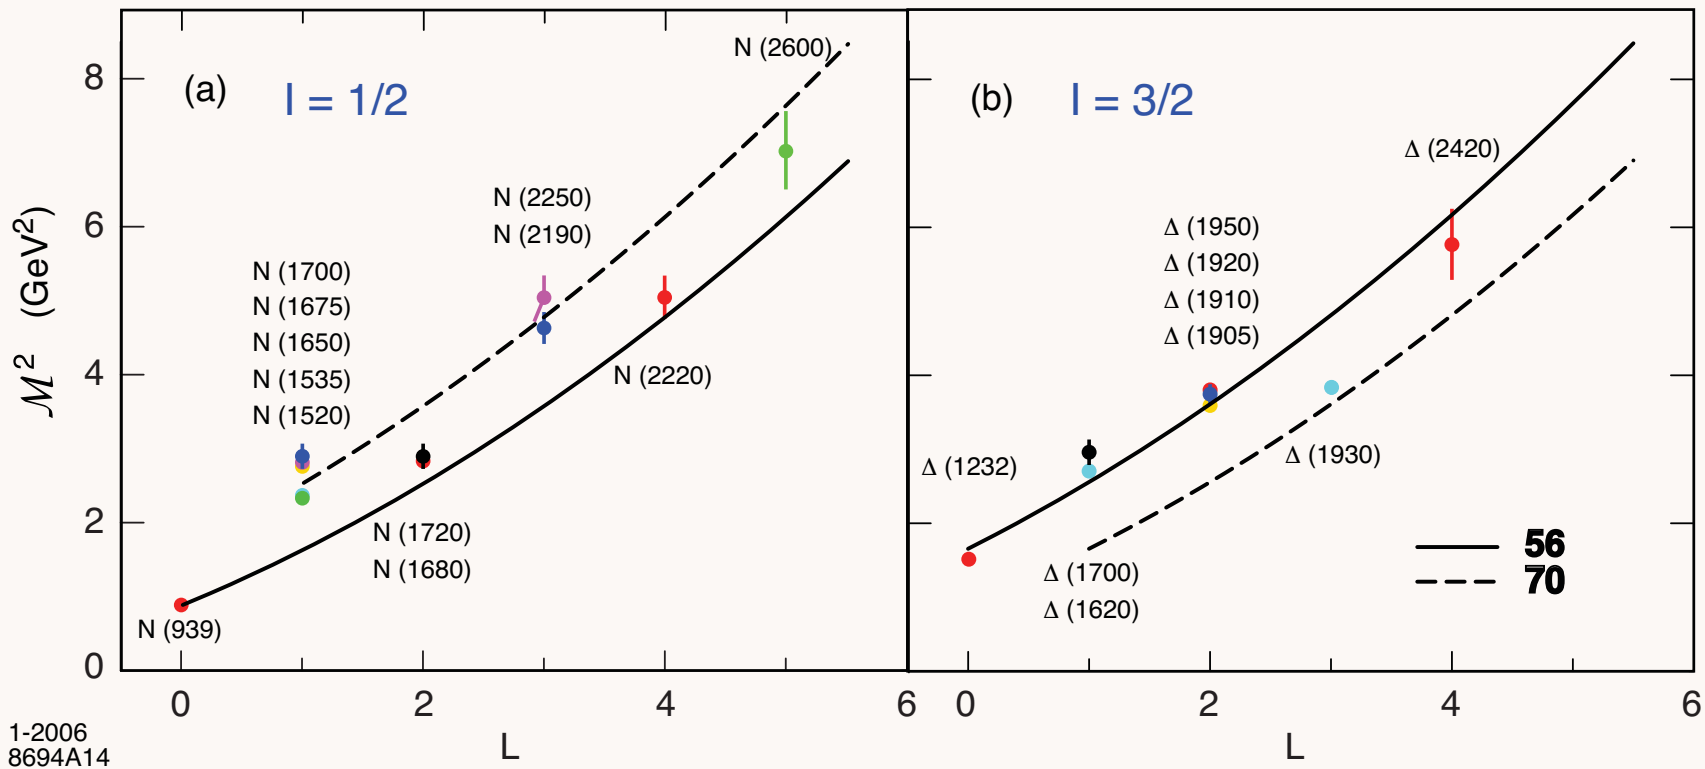 (a)
I = 1/2
N (2600)
N (2250)
N (2190)
N (1700)
N (1675)
N (1650)
N (1535)
N (1520)
N (2220)
N (1720)
N (1680)
N (939)
8
6
4
2
0
ℳ² (GeV²)
0 2 4 6
L
(b)
I = 3/2
Δ (2420)
Δ (1950)
Δ (1920)
Δ (1910)
Δ (1905)
Δ (1232)
Δ (1930)
Δ (1700)
Δ (1620)
56
70
0 2 4 6
L
1-2006
8694A14